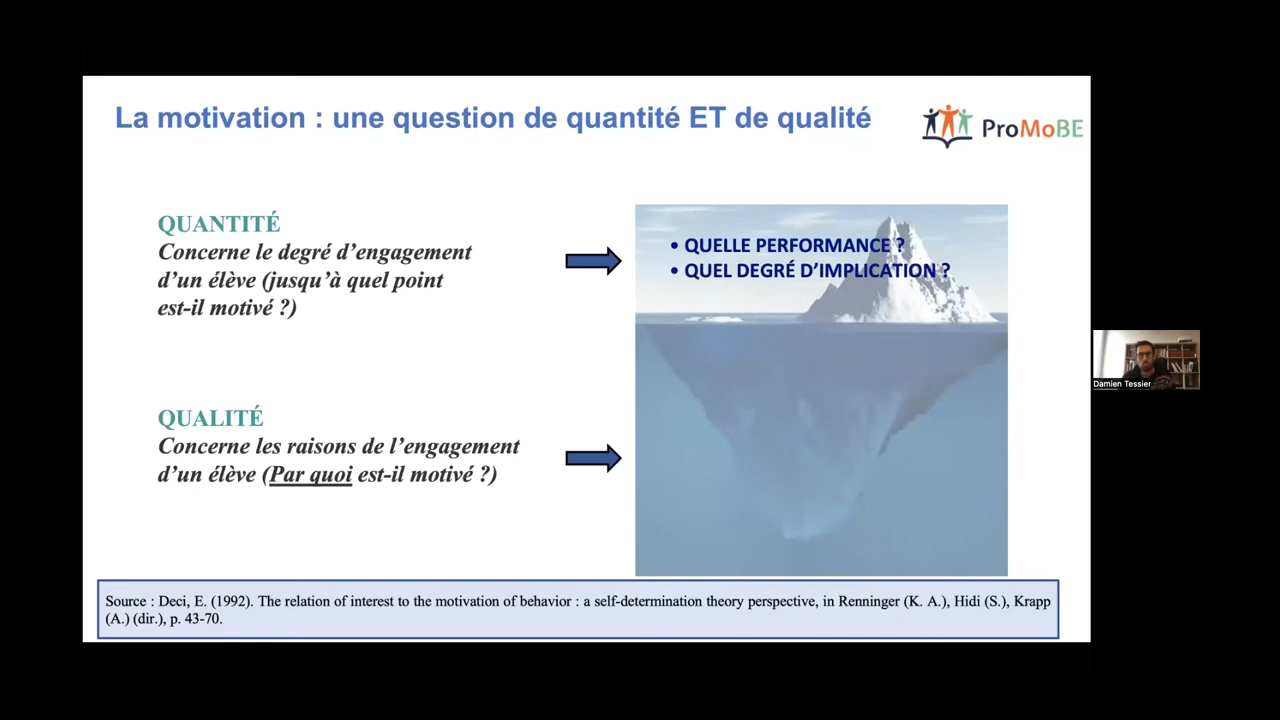 La motivation : une question de quantité ET de qualité
ProMoBE
QUANTITÉ
Concerne le degré d’engagement
d’un élève (jusqu’à quel point
est-il motivé ?)
• QUELLE PERFORMANCE ?
• QUEL DEGRÉ D’IMPLICATION ?
QUALITÉ
Concerne les raisons de l’engagement
d’un élève (Par quoi est-il motivé ?)
Damien Tessier
Source : Deci, E. (1992). The relation of interest to the motivation of behavior : a self-determination theory perspective, in Renninger (K. A.), Hidi (S.), Krapp
(A.) (dir.), p. 43-70.